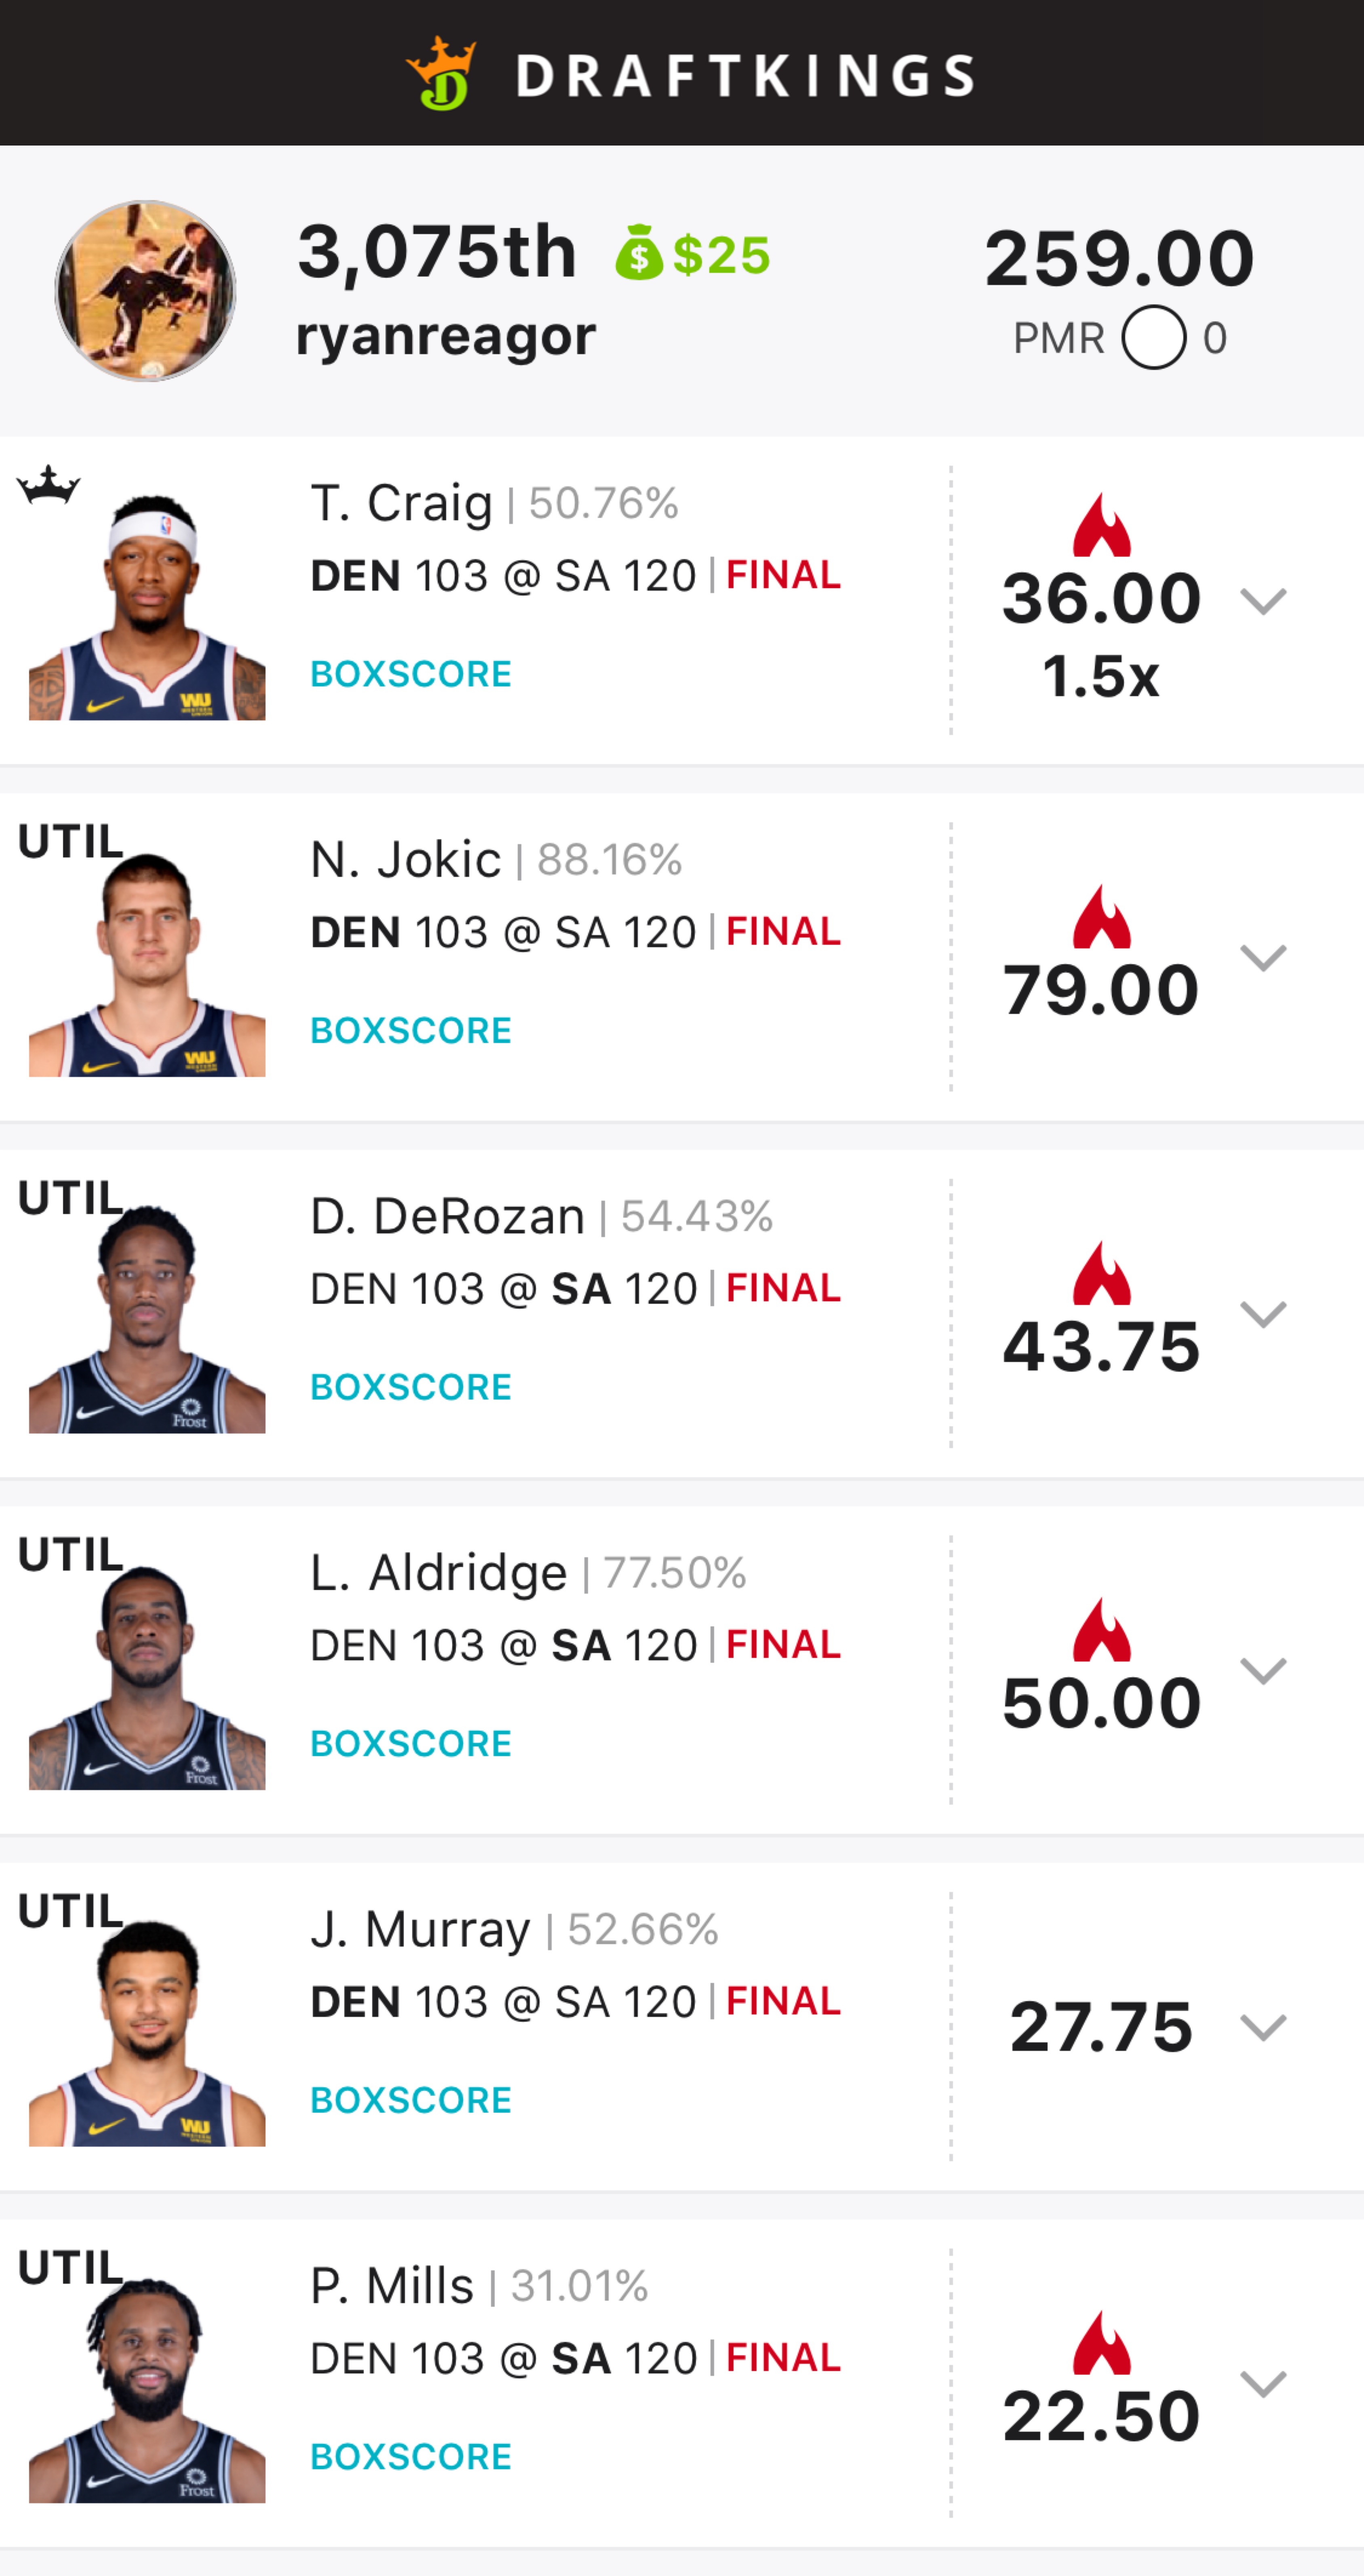 DRAFTKINGS
3,075th $25
ryanreagor
259.00
PMR 0
T. Craig | 50.76%
DEN 103 @ SA 120 | FINAL
BOXSCORE
36.00
1.5x
UTIL
N. Jokic | 88.16%
DEN 103 @ SA 120 | FINAL
BOXSCORE
79.00
UTIL
D. DeRozan | 54.43%
DEN 103 @ SA 120 | FINAL
BOXSCORE
43.75
Frost
UTIL
L. Aldridge | 77.50%
DEN 103 @ SA 120 | FINAL
BOXSCORE
50.00
Frost
UTIL
J. Murray | 52.66%
DEN 103 @ SA 120 | FINAL
BOXSCORE
27.75
UTIL
P. Mills | 31.01%
DEN 103 @ SA 120 | FINAL
BOXSCORE
22.50
Frost